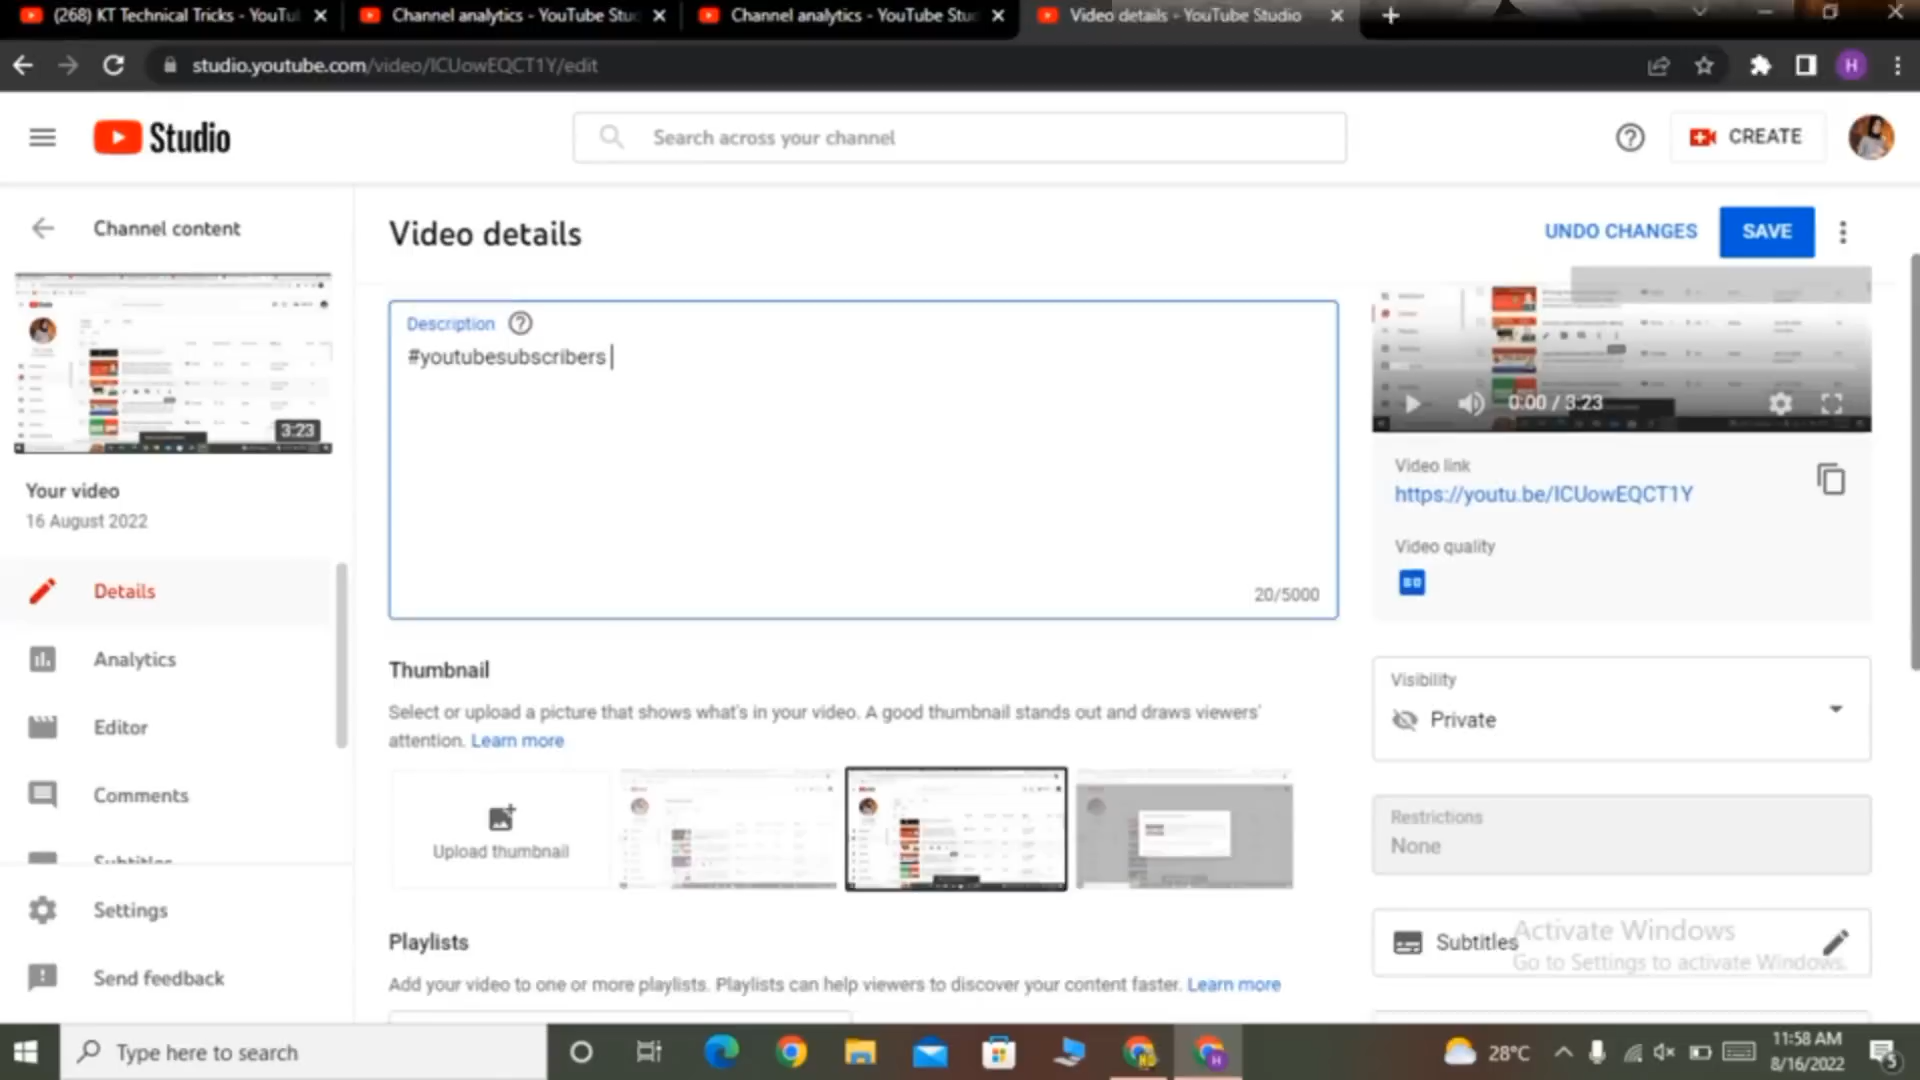 (268) KT Technical Tricks - YouTu
Channel analytics - YouTube Stu
Channel analytics - YouTube Stu
Video details - YouTube Studio
studio.youtube.com/video/ICUowEQCT1Y/edit
H
Studio
Search across your channel
CREATE
Channel content
Video details
UNDO CHANGES
SAVE
Description
#youtubesubscribers
20/5000
3:23
0:00 / 3:23
Your video
16 August 2022
Video link
https://youtu.be/ICUowEQCT1Y
Video quality
Details
Analytics
Editor
Comments
Subtitles
Settings
Send feedback
Thumbnail
Select or upload a picture that shows what's in your video. A good thumbnail stands out and draws viewers'
attention. Learn more
Upload thumbnail
Visibility
Private
Restrictions
None
Playlists
Add your video to one or more playlists. Playlists can help viewers to discover your content faster. Learn more
Subtitles
Activate Windows
Go to Settings to activate Windows.
Type here to search
28°C
11:58 AM
8/16/2022
5